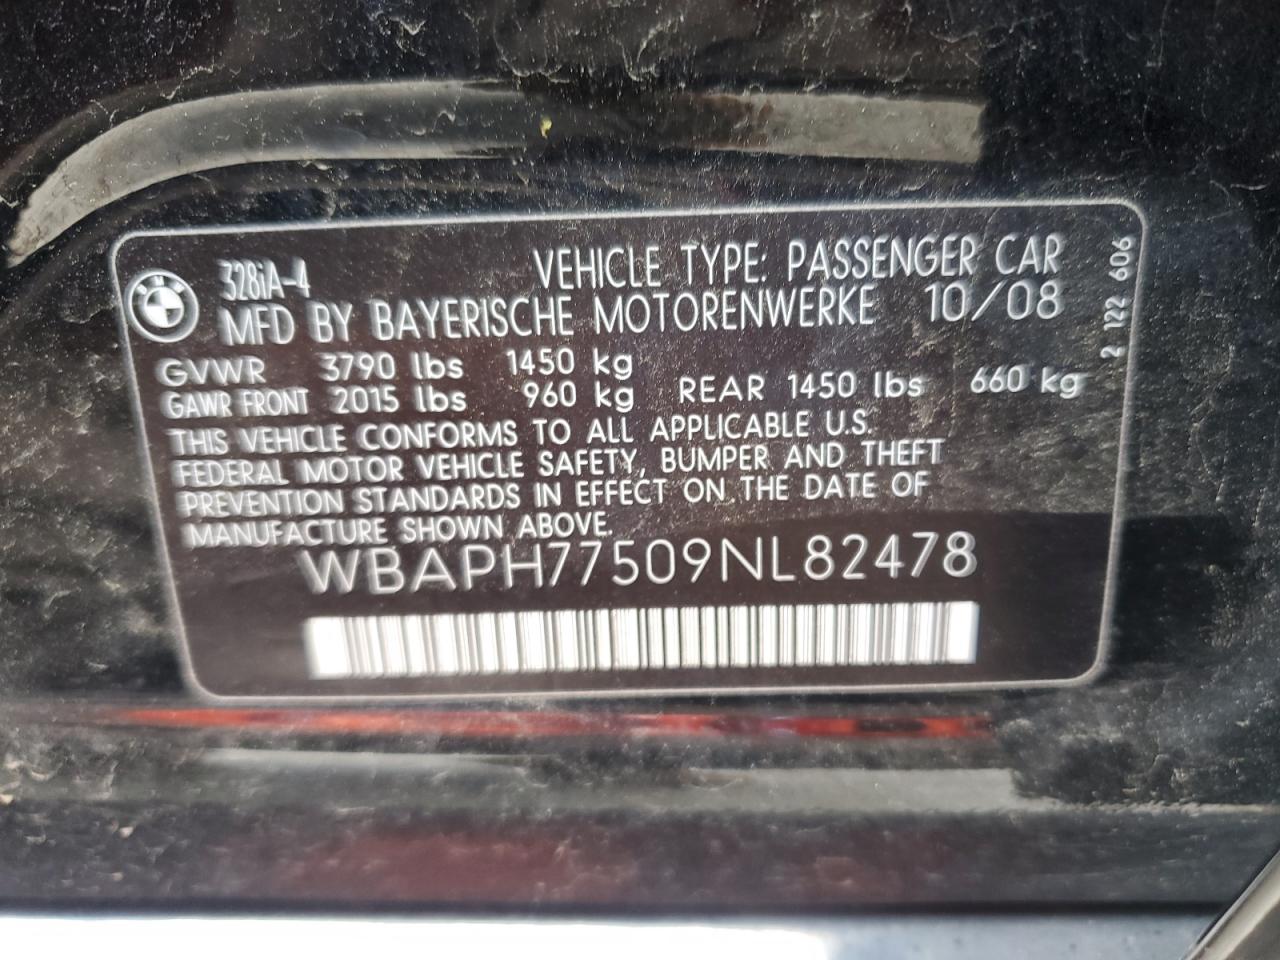 328iA-4 VEHICLE TYPE: PASSENGER CAR
MFD BY BAYERISCHE MOTORENWERKE 10/08
GVWR 3790 lbs 1450 kg
GAWR FRONT 2015 lbs 960 kg REAR 1450 lbs 660 kg
THIS VEHICLE CONFORMS TO ALL APPLICABLE U.S.
FEDERAL MOTOR VEHICLE SAFETY, BUMPER AND THEFT
PREVENTION STANDARDS IN EFFECT ON THE DATE OF
MANUFACTURE SHOWN ABOVE.
WBAPH77509NL82478
2 122 606